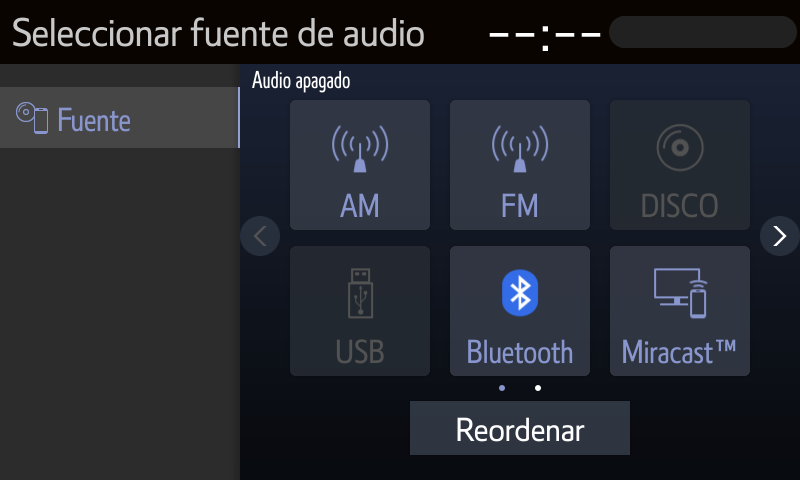 Seleccionar fuente de audio --:--
Fuente
Audio apagado
AM FM DISCO
USB Bluetooth Miracast™
Reordenar